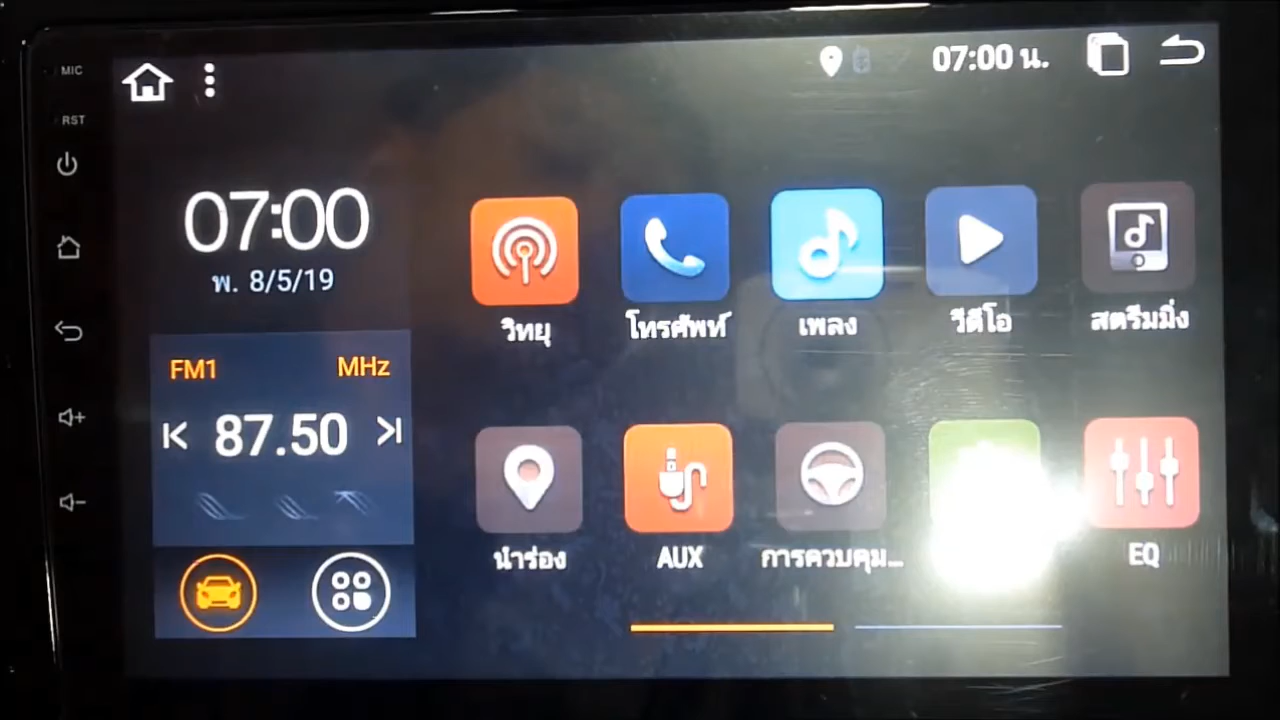 MIC
07:00 น.
RST
07:00
พ. 8/5/19
วิทยุ
โทรศัพท์
เพลง
วีดีโอ
สตรีมมิ่ง
FM1 MHz
87.50
นำร่อง
AUX
การควบคุม...
EQ